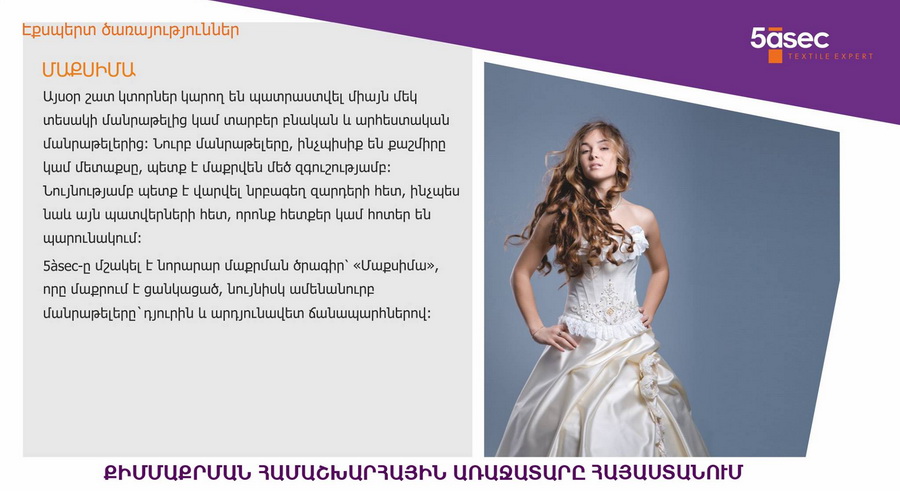 Էքսպերտ ծառայություններ
5àsec
TEXTILE EXPERT
ՄԱՔՍԻՄԱ
Այսօր շատ կտորներ կարող են պատրաստվել միայն մեկ
տեսակի մանրաթելից կամ տարբեր բնական և արհեստական
մանրաթելերից: Նուրբ մանրաթելերը, ինչպիսիք են քաշմիրը
կամ մետաքսը, պետք է մաքրվեն մեծ զգուշությամբ:
Նույնությամբ պետք է վարվել նրբագեղ զարդերի հետ, ինչպես
նաև այն պատվերների հետ, որոնք հետքեր կամ հոտեր են
պարունակում:
5àsec-ը մշակել է նորարար մաքրման ծրագիր՝ «Մաքսիմա»,
որը մաքրում է ցանկացած, նույնիսկ ամենանուրբ
մանրաթելերը՝ դյուրին և արդյունավետ ճանապարհներով:
ՔԻՄՄԱՔՐՄԱՆ ՀԱՄԱՇԽԱՐՀԱՅԻՆ ԱՌԱՋԱՏԱՐԸ ՀԱՅԱՍՏԱՆՈՒՄ